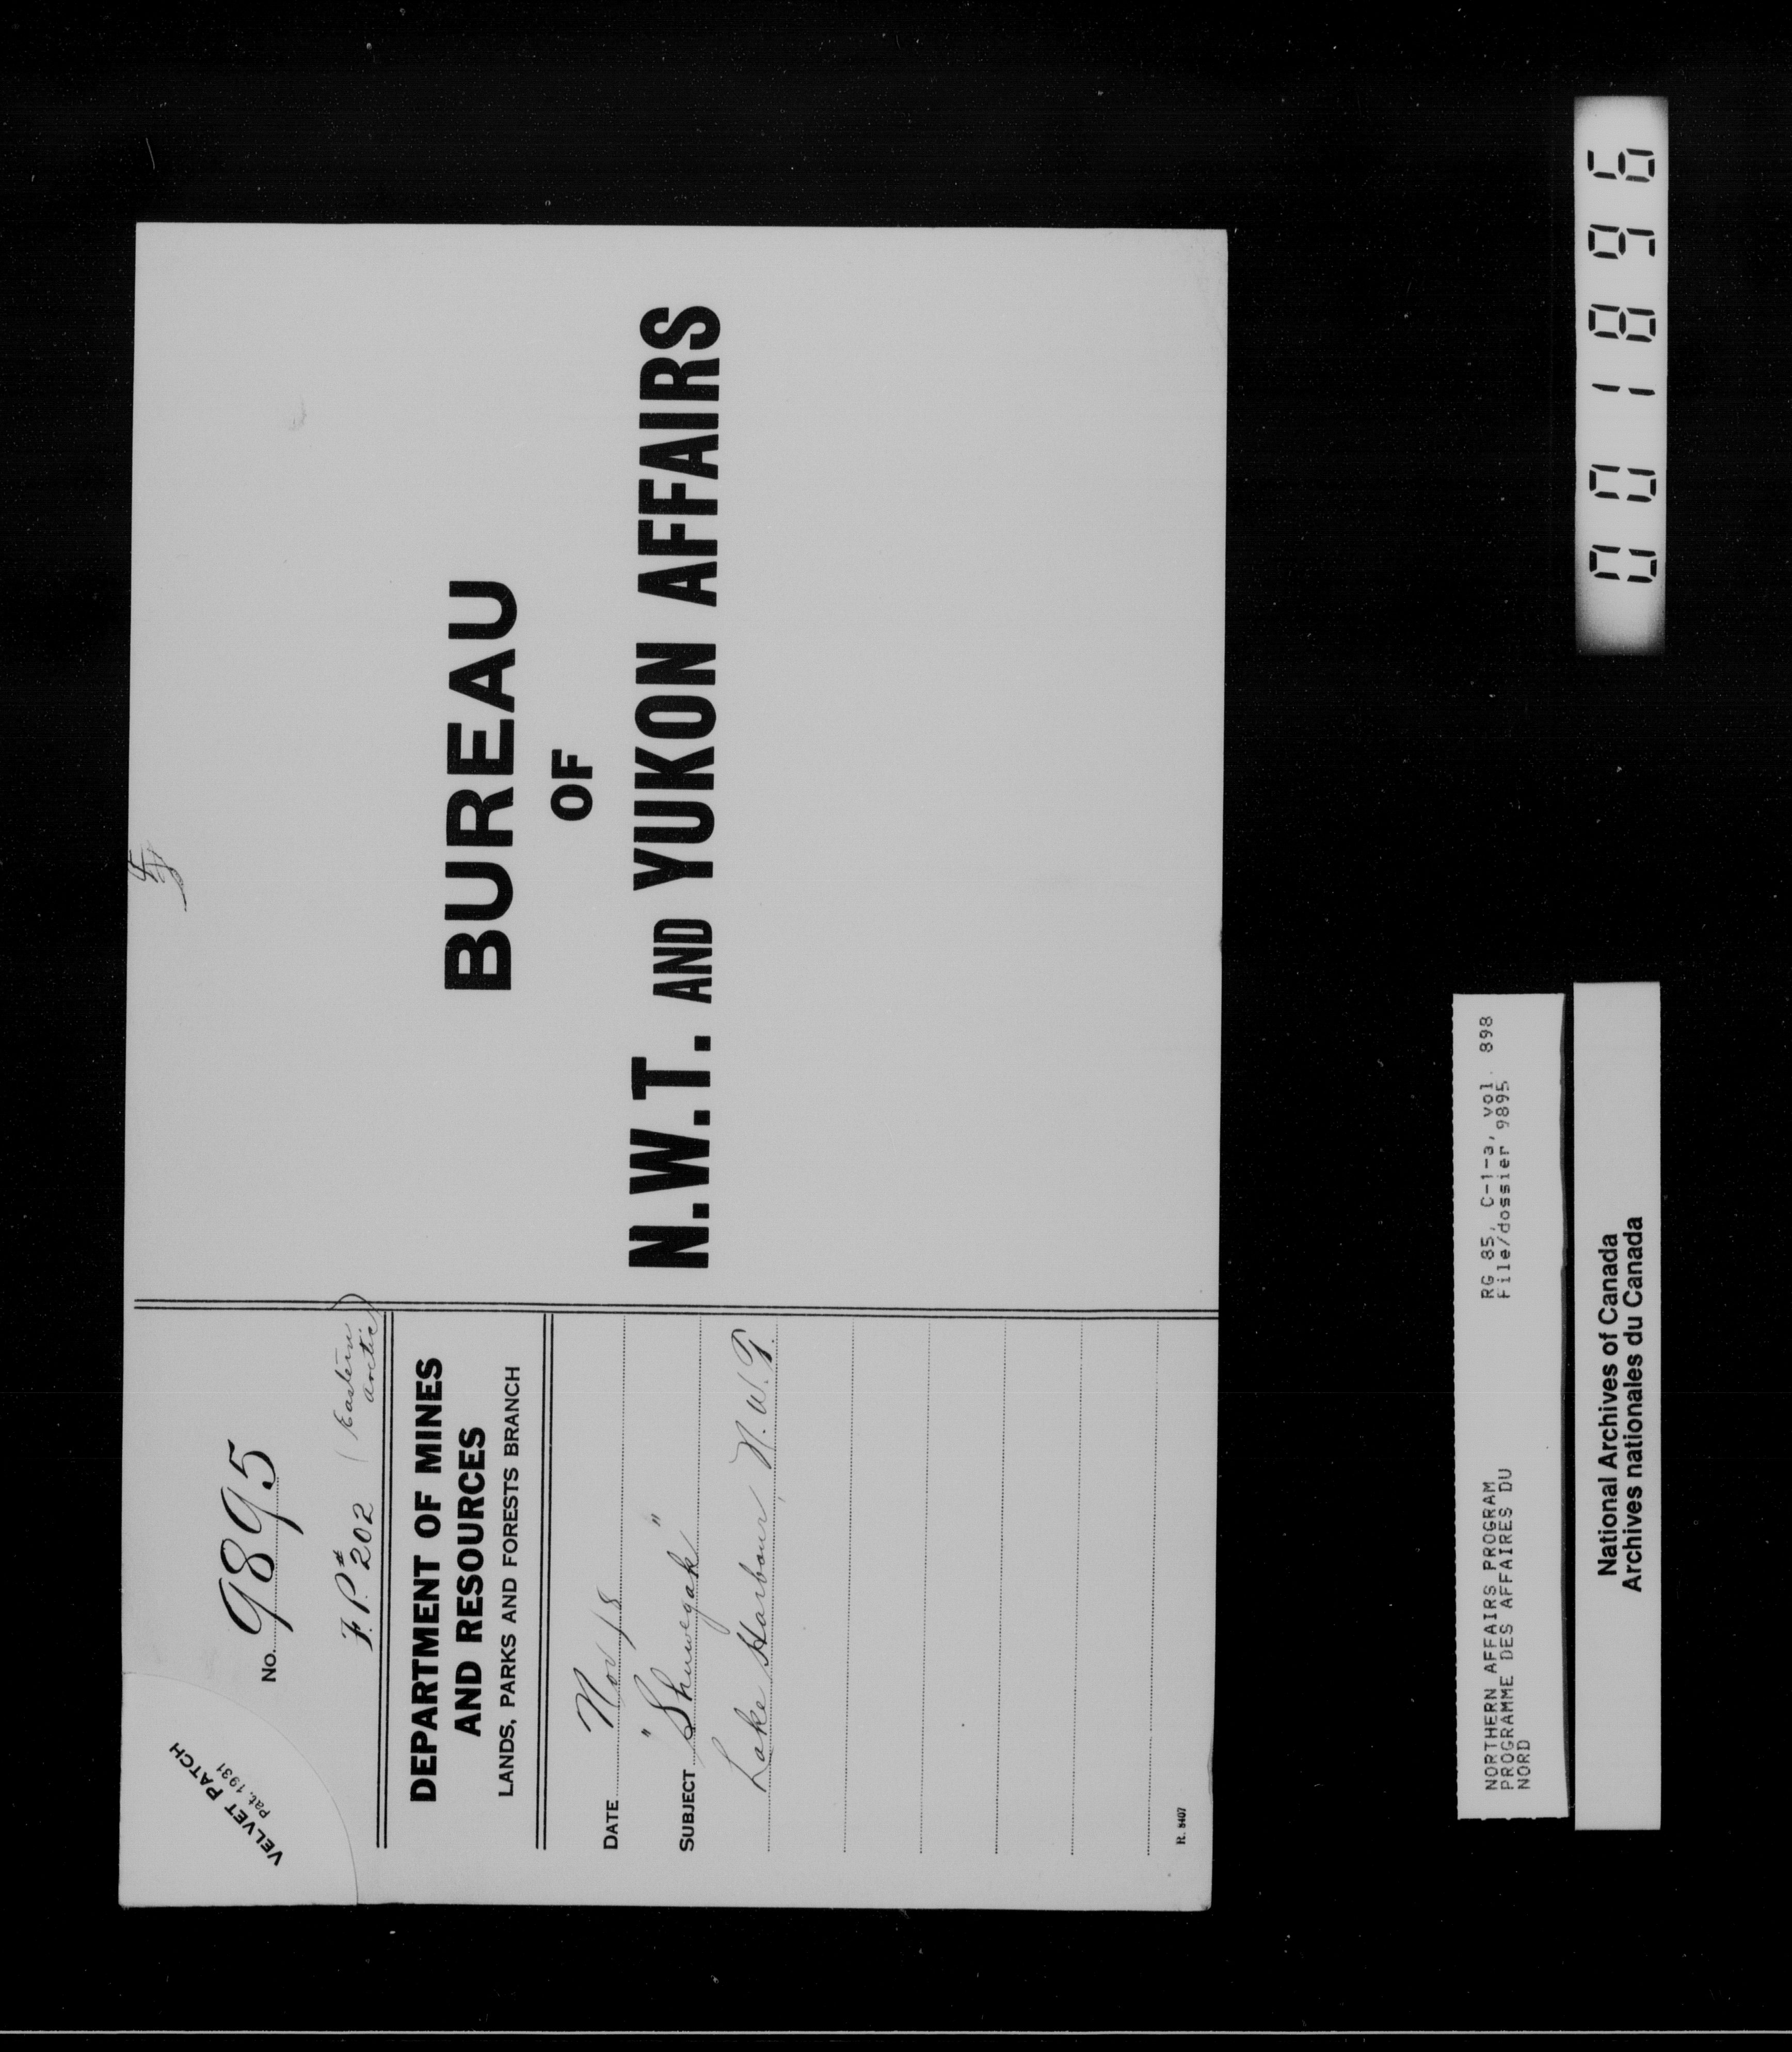 VELVET PATCH
Pat. 1931
No. 9895
F.P. # 202 (Eastern
Arctic)
DEPARTMENT OF MINES
AND RESOURCES
LANDS, PARKS AND FORESTS BRANCH
DATE Nov 18
SUBJECT "Shuwegak"
Lake Harbour N.W.T.
R. 8407
BUREAU
OF
N.W.T. AND YUKON AFFAIRS
NORTHERN AFFAIRS PROGRAM
PROGRAMME DES AFFAIRES DU
NORD
RG 85, C-1-a, vol. 898
File/dossier 9895
National Archives of Canada
Archives nationales du Canada
001896